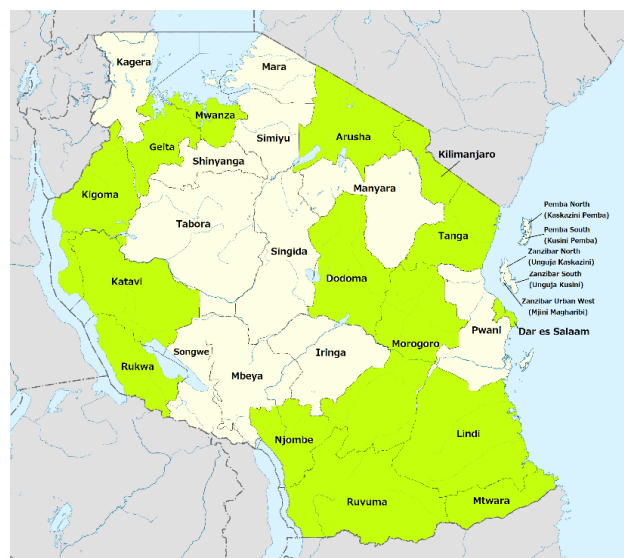 Kagera
Mara
Mwanza
Geita
Simiyu
Arusha
Shinyanga
Kilimanjaro
Kigoma
Manyara
Tabora
Pemba North
(Kaskazini Pemba)
Pemba South
(Kusini Pemba)
Tanga
Singida
Zanzibar North
(Unguja Kaskazini)
Dodoma
Zanzibar South
(Unguja Kusini)
Katavi
Zanzibar Urban West
(Mjini Magharibi)
Pwani
Dar es Salaam
Morogoro
Songwe
Iringa
Rukwa
Mbeya
Njombe
Lindi
Ruvuma
Mtwara